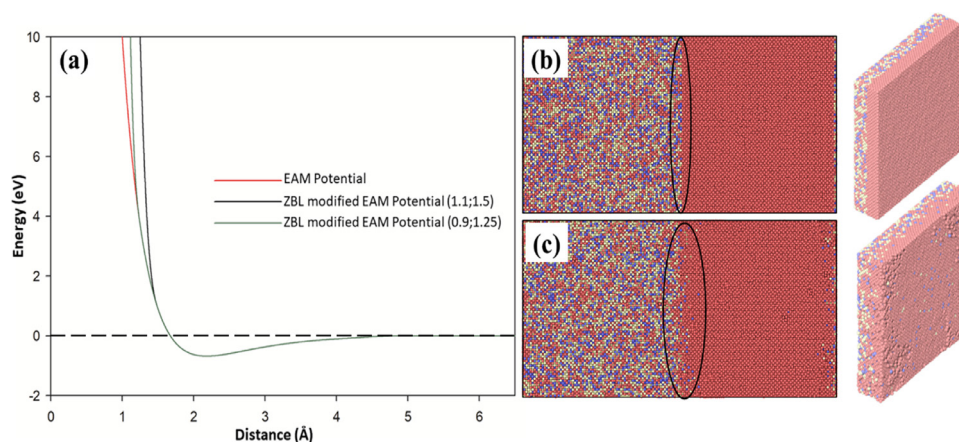 (a)
10
8
6
4
2
0
-2
Energy (eV)
EAM Potential
ZBL modified EAM Potential (1.1;1.5)
ZBL modified EAM Potential (0.9;1.25)
0 1 2 3 4 5 6
Distance (Å)
(b)
(c)